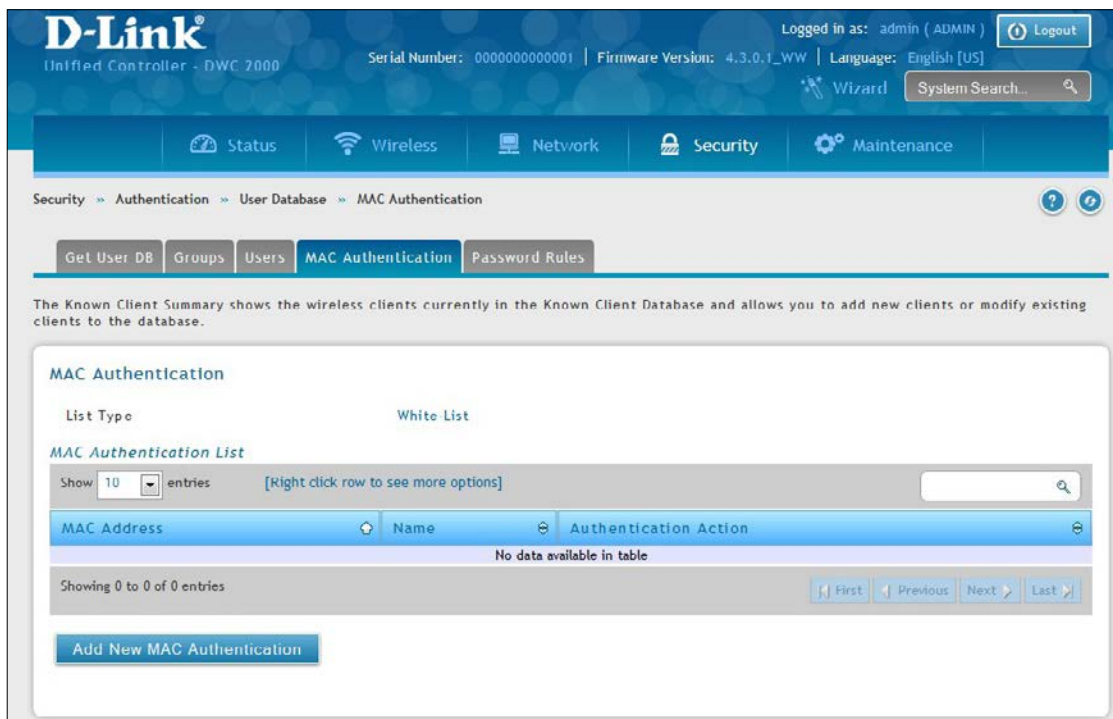 D-Link®
Unified Controller - DWC 2000
Logged in as: admin ( ADMIN )
Logout
Serial Number: 0000000000001 | Firmware Version: 4.3.0.1_WW | Language: English [US]
Wizard
System Search...
Status
Wireless
Network
Security
Maintenance
Security » Authentication » User Database » MAC Authentication
?
Get User DB
Groups
Users
MAC Authentication
Password Rules
The Known Client Summary shows the wireless clients currently in the Known Client Database and allows you to add new clients or modify existing
clients to the database.
MAC Authentication
List Type White-List
MAC Authentication List
Show 10 entries [Right click row to see more options]
MAC Address Name Authentication Action
No data available in table
Showing 0 to 0 of 0 entries
First Previous Next Last
Add New MAC Authentication